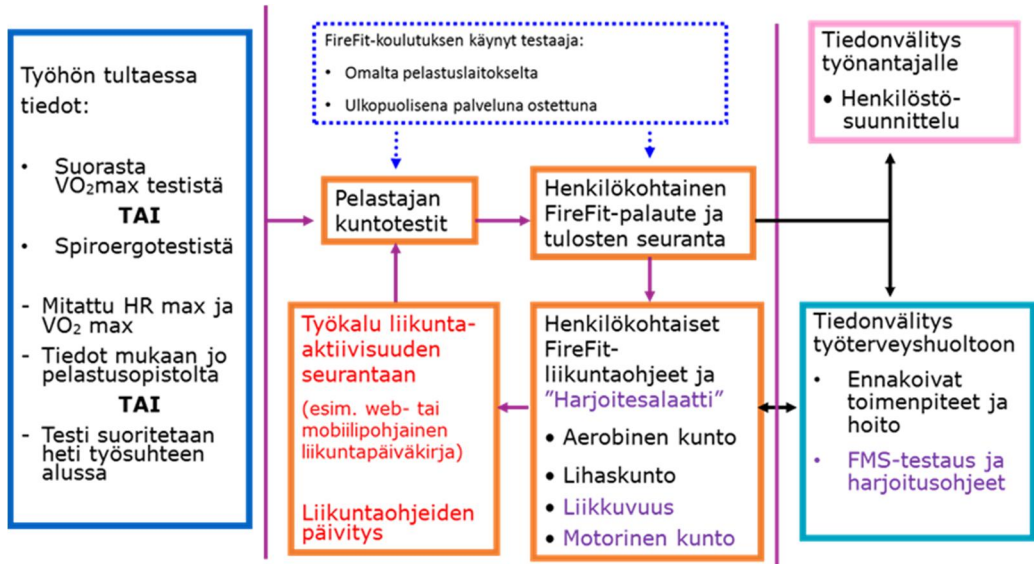 Työhön tultaessa
tiedot:
• Suorasta
VO₂max testistä
TAI
• Spiroergotestistä
- Mitattu HR max ja
VO₂ max
- Tiedot mukaan jo
pelastusopistolta
TAI
- Testi suoritetaan
heti työsuhteen
alussa
FireFit-koulutuksen käynyt testaaja:
• Omalta pelastuslaitokselta
• Ulkopuolisena palveluna ostettuna
Pelastajan
kuntotestit
Henkilökohtainen
FireFit-palaute ja
tulosten seuranta
Työkalu liikunta-
aktiivisuuden
seurantaan
(esim. web- tai
mobiilipohjainen
liikuntapäiväkirja)
Liikuntaohjeiden
päivitys
Henkilökohtaiset
FireFit-
liikuntaohjeet ja
”Harjoitesalaatti”
• Aerobinen kunto
• Lihaskunto
• Liikkuvuus
• Motorinen kunto
Tiedonvälitys
työnantajalle
• Henkilöstö-
suunnittelu
Tiedonvälitys
työterveyshuoltoon
• Ennakoivat
toimenpiteet ja
hoito
• FMS-testaus ja
harjoitusohjeet